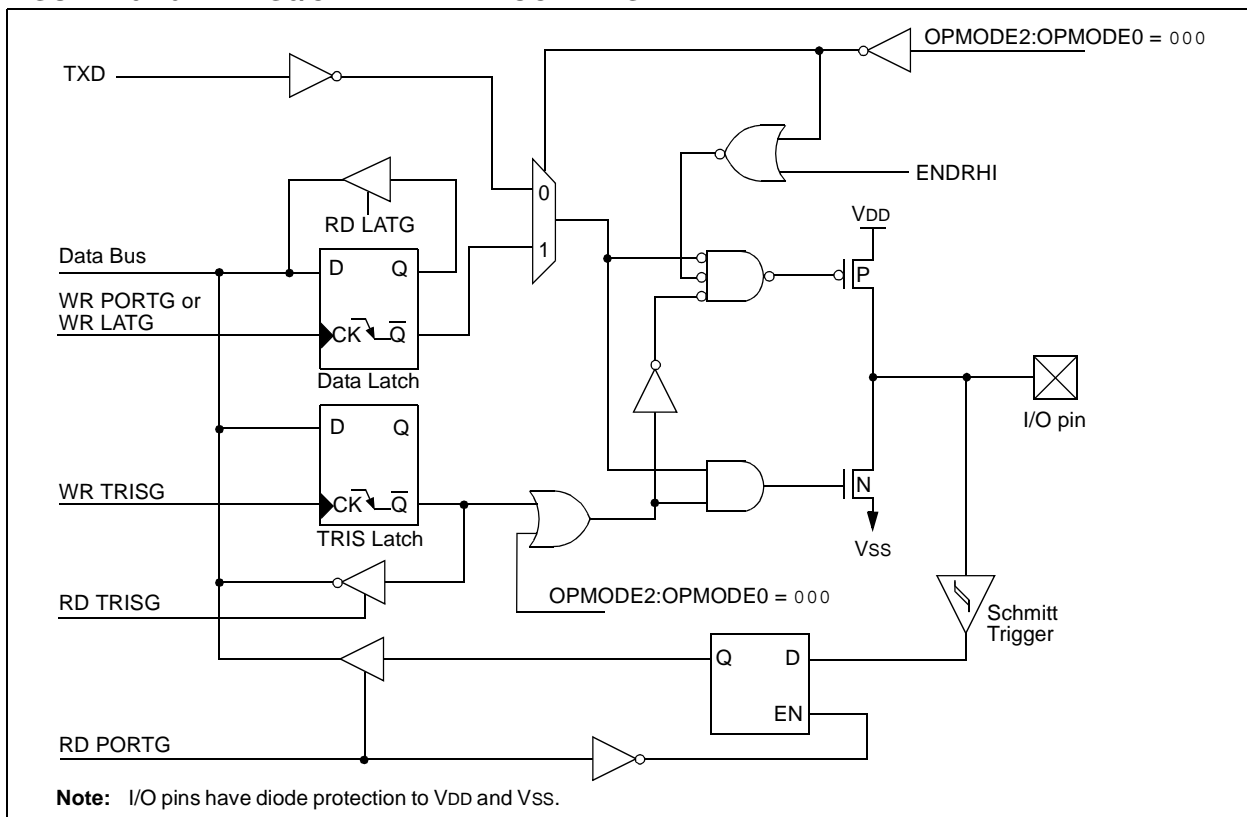 OPMODE2:OPMODE0 = 000
TXD
0
ENDRHI
RD LATG
VDD
Data Bus
D Q
1
P
WR PORTG or
WR LATG
CK Q
Data Latch
I/O pin
D Q
WR TRISG
CK Q
N
TRIS Latch
VSS
OPMODE2:OPMODE0 = 000
RD TRISG
Schmitt
Trigger
Q D
EN
RD PORTG
Note: I/O pins have diode protection to VDD and VSS.